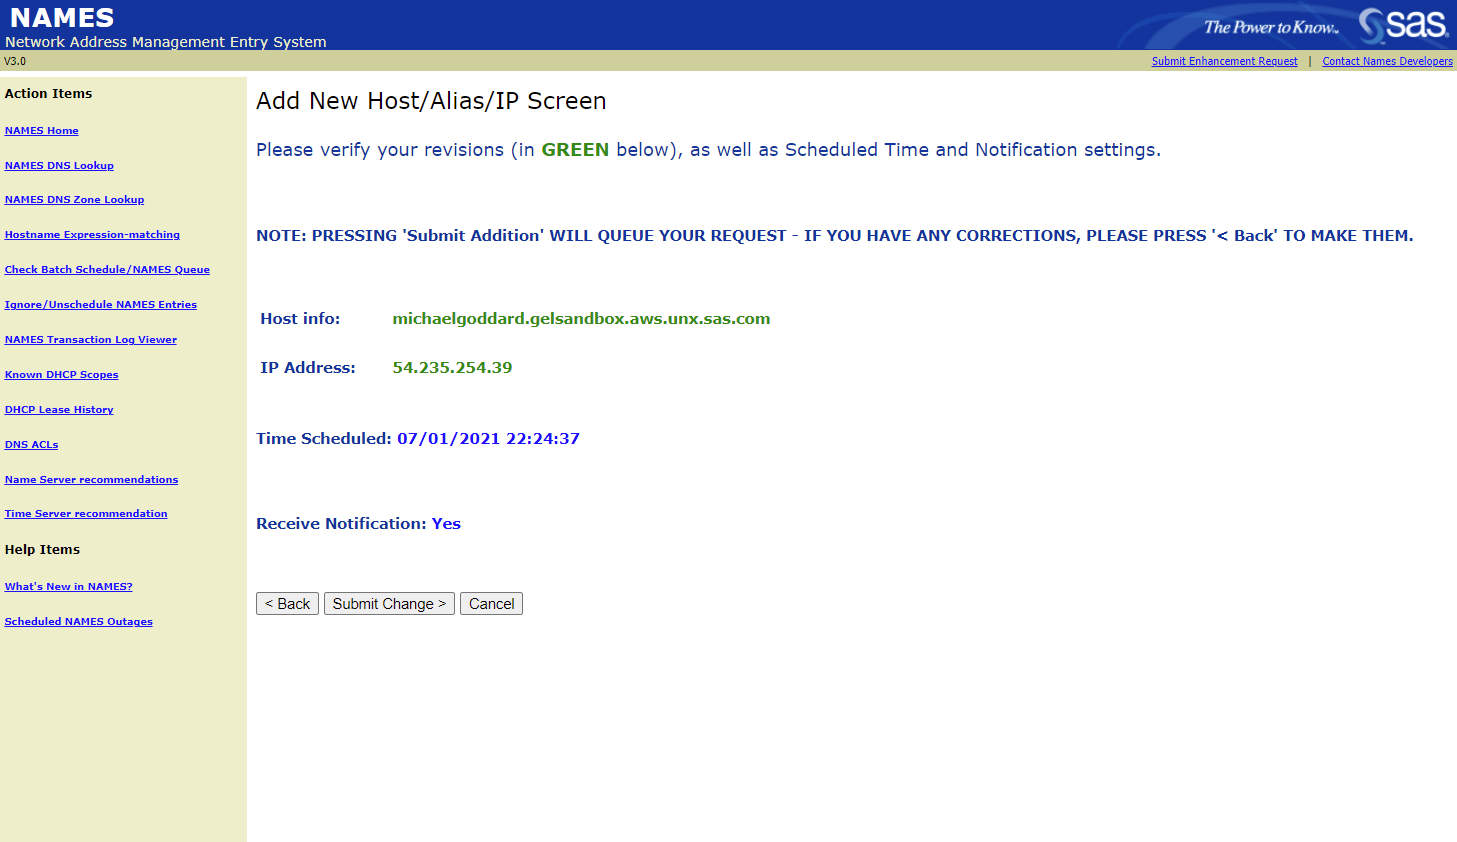 NAMES
Network Address Management Entry System
The Power to Know™
sas.
V3.0
Submit Enhancement Request | Contact Names Developers
Action Items
NAMES Home
NAMES DNS Lookup
NAMES DNS Zone Lookup
Hostname Expression-matching
Check Batch Schedule/NAMES Queue
Ignore/Unschedule NAMES Entries
NAMES Transaction Log Viewer
Known DHCP Scopes
DHCP Lease History
DNS ACLs
Name Server recommendations
Time Server recommendation
Help Items
What's New in NAMES?
Scheduled NAMES Outages
Add New Host/Alias/IP Screen
Please verify your revisions (in GREEN below), as well as Scheduled Time and Notification settings.
NOTE: PRESSING 'Submit Addition' WILL QUEUE YOUR REQUEST - IF YOU HAVE ANY CORRECTIONS, PLEASE PRESS '< Back' TO MAKE THEM.
Host info: michaelgoddard.gelsandbox.aws.unx.sas.com
IP Address: 54.235.254.39
Time Scheduled: 07/01/2021 22:24:37
Receive Notification: Yes
< Back Submit Change > Cancel